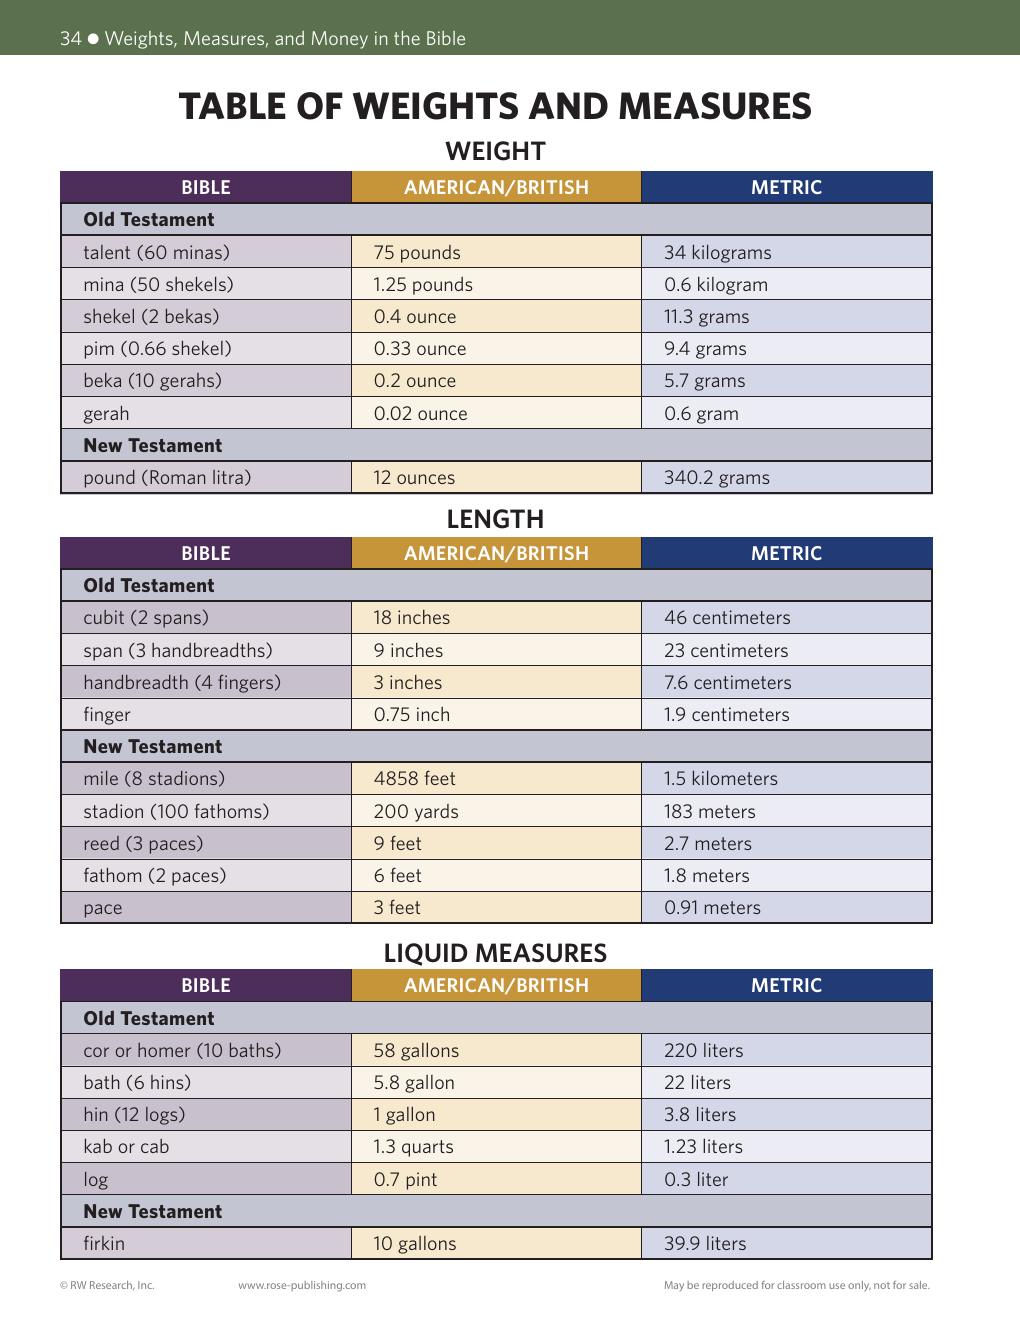 34 ● Weights, Measures, and Money in the Bible
TABLE OF WEIGHTS AND MEASURES
WEIGHT
BIBLE AMERICAN/BRITISH METRIC
Old Testament
talent (60 minas) 75 pounds 34 kilograms
mina (50 shekels) 1.25 pounds 0.6 kilogram
shekel (2 bekas) 0.4 ounce 11.3 grams
pim (0.66 shekel) 0.33 ounce 9.4 grams
beka (10 gerahs) 0.2 ounce 5.7 grams
gerah 0.02 ounce 0.6 gram
New Testament
pound (Roman litra) 12 ounces 340.2 grams
LENGTH
BIBLE AMERICAN/BRITISH METRIC
Old Testament
cubit (2 spans) 18 inches 46 centimeters
span (3 handbreadths) 9 inches 23 centimeters
handbreadth (4 fingers) 3 inches 7.6 centimeters
finger 0.75 inch 1.9 centimeters
New Testament
mile (8 stadions) 4858 feet 1.5 kilometers
stadion (100 fathoms) 200 yards 183 meters
reed (3 paces) 9 feet 2.7 meters
fathom (2 paces) 6 feet 1.8 meters
pace 3 feet 0.91 meters
LIQUID MEASURES
BIBLE AMERICAN/BRITISH METRIC
Old Testament
cor or homer (10 baths) 58 gallons 220 liters
bath (6 hins) 5.8 gallon 22 liters
hin (12 logs) 1 gallon 3.8 liters
kab or cab 1.3 quarts 1.23 liters
log 0.7 pint 0.3 liter
New Testament
firkin 10 gallons 39.9 liters
© RW Research, Inc. www.rose-publishing.com May be reproduced for classroom use only, not for sale.